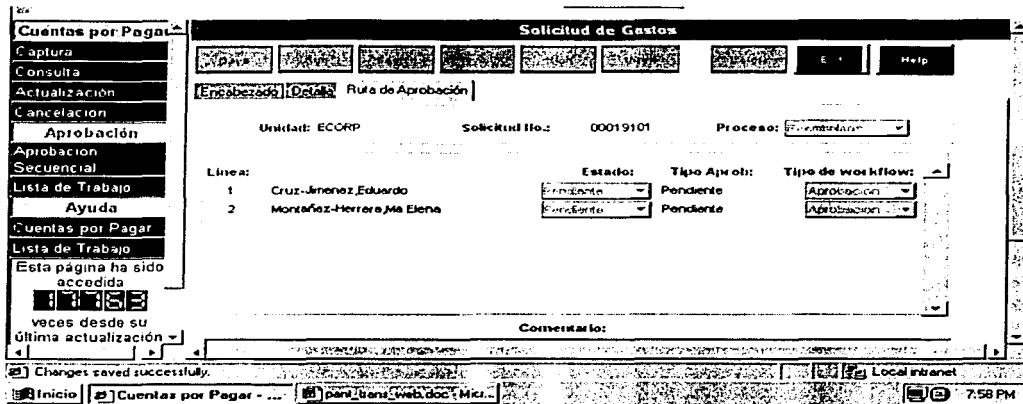 Cuentas por Pagar
Captura
Consulta
Actualización
Cancelación
Aprobación
Aprobacion
Secuencial
Lista de Trabajo
Ayuda
Cuentas por Pagar
Lista de Trabajo
Esta página ha sido
accedida
veces desde su
última actualización
Solicitud de Gastos
Help
Encabezado Detalle Ruta de Aprobación
Unidad: ECORP Solicitud No.: 00019101 Proceso:
Línea: Estado: Tipo Aprob: Tipo de workflow:
1 Cruz-Jimenez,Eduardo Pendiente Pendiente Aprobacion
2 Montañez-Herrera,Ma Elena Pendiente Pendiente Aprobacion
Comentario:
Changes saved successfully. Local intranet
Inicio Cuentas por Pagar - ... pant_trans_web.doc - Micr... 7:58 PM